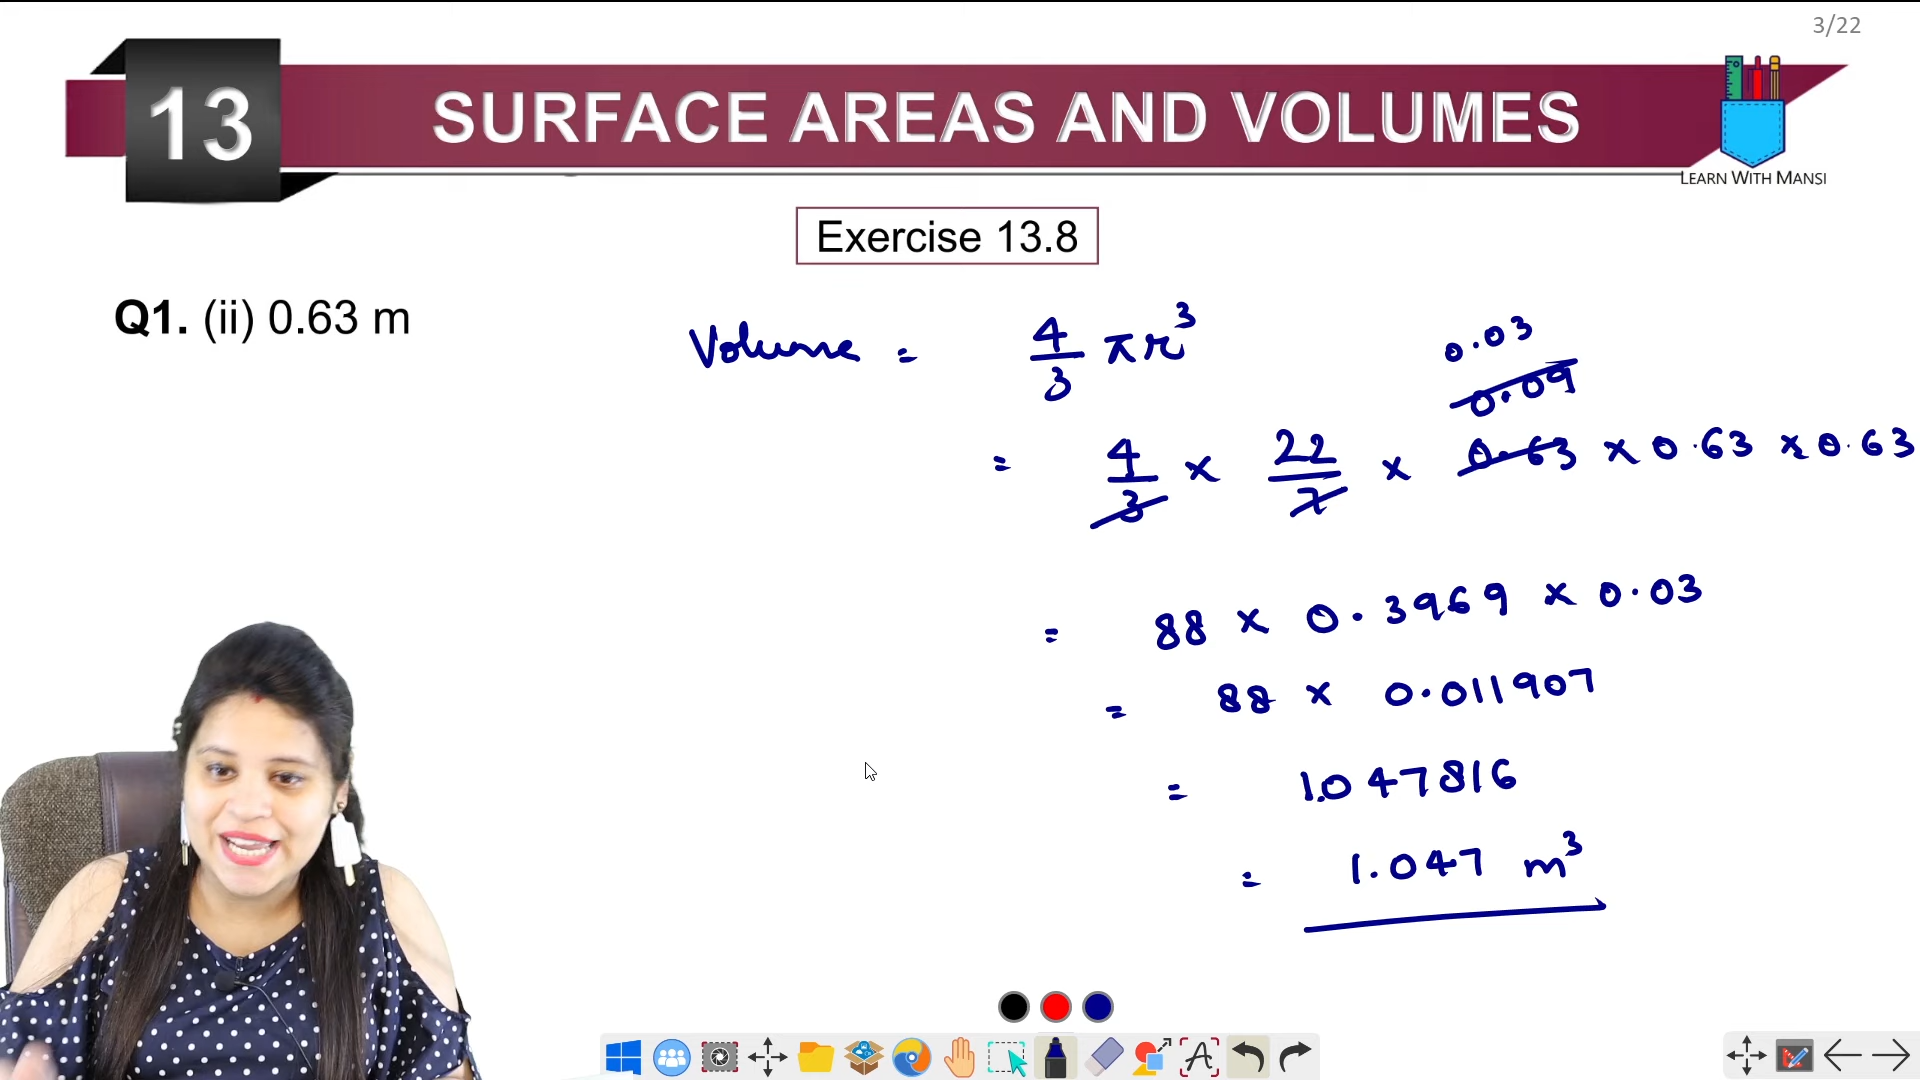 3/22
13 SURFACE AREAS AND VOLUMES
LEARN WITH MANSI
Exercise 13.8
Q1. (ii) 0.63 m
Volume = 4/3 πr³
0.03
0.09
= 4/3 x 22/7 x 0.63 x 0.63 x 0.63
= 88 x 0.3969 x 0.03
= 88 x 0.011907
= 1.047816
= 1.047 m³